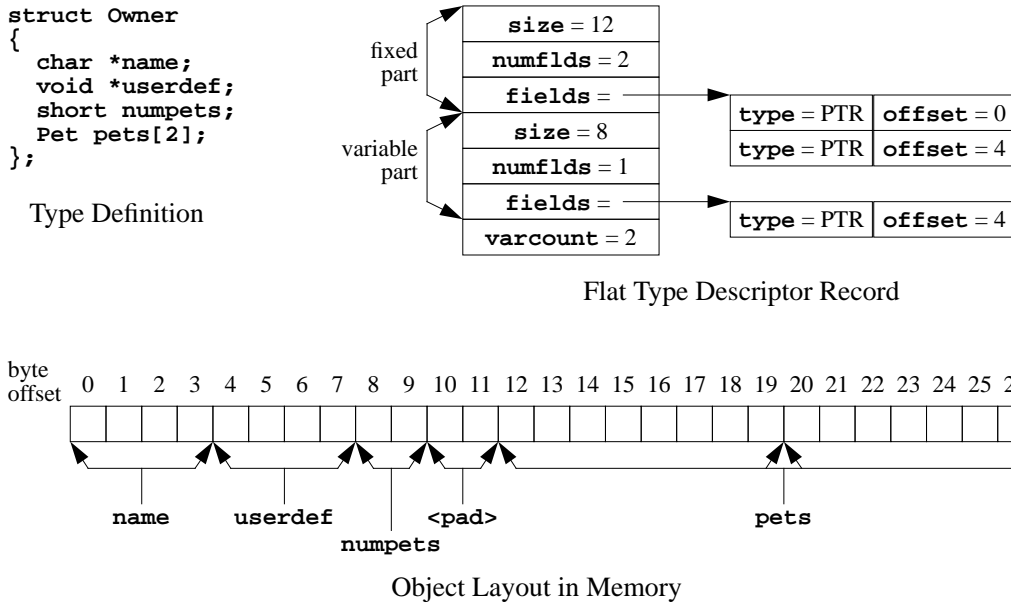 struct Owner
{
char *name;
void *userdef;
short numpets;
Pet pets[2];
};
Type Definition
fixed
part
variable
part
size = 12
numflds = 2
fields =
size = 8
numflds = 1
fields =
varcount = 2
type = PTR offset = 0
type = PTR offset = 4
type = PTR offset = 4
Flat Type Descriptor Record
byte
offset
0 1 2 3 4 5 6 7 8 9 10 11 12 13 14 15 16 17 18 19 20 21 22 23 24 25
name userdef <pad> pets
numpets
Object Layout in Memory